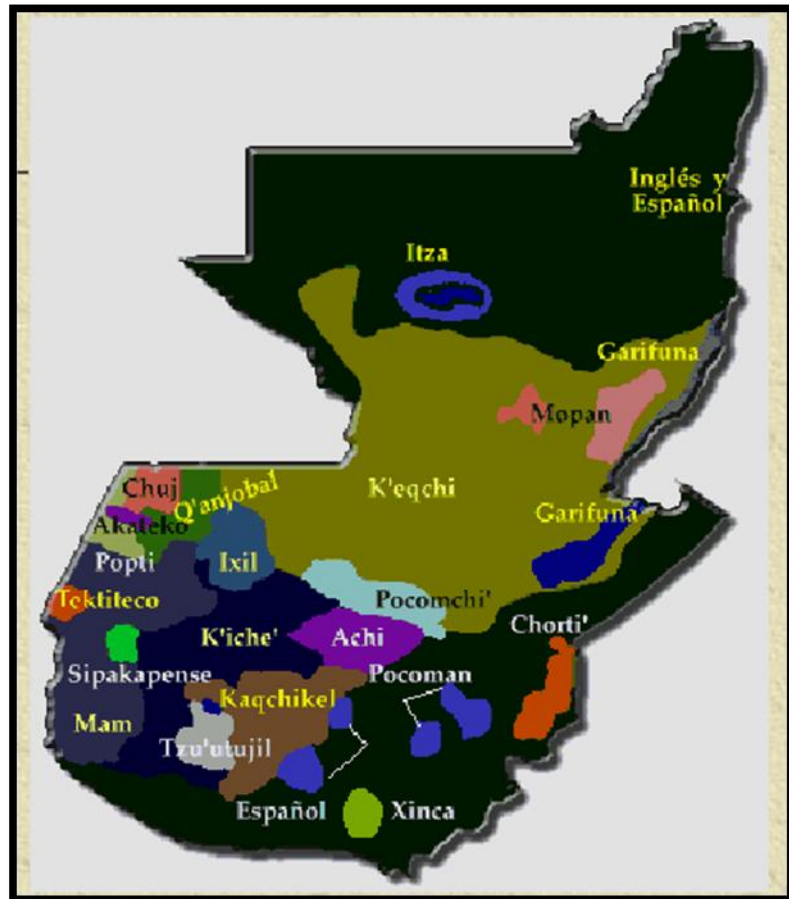 Inglés y
Español
Itza
Garifuna
Mopan
K'eqchi
Chuj
Q'anjobal
Akateko
Garifuna
Popti
Ixil
Tektiteco
Pocomchi'
Chorti'
K'iche'
Achi
Sipakapense
Pocoman
Kaqchikel
Mam
Tzu'utujil
Español
Xinca